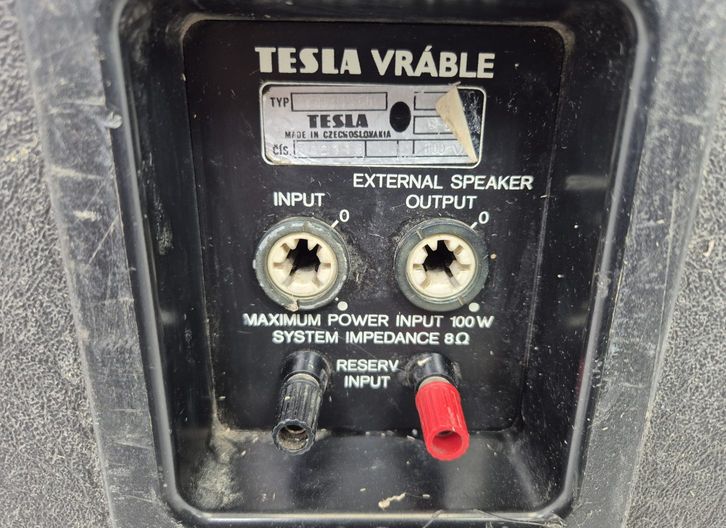 TESLA VRÁBLE
TYP
TESLA
MADE IN CZECHOSLOVAKIA
ČÍS.
EXTERNAL SPEAKER
INPUT
OUTPUT
0
0
MAXIMUM POWER INPUT 100W
SYSTEM IMPEDANCE 8Ω
RESERV
INPUT